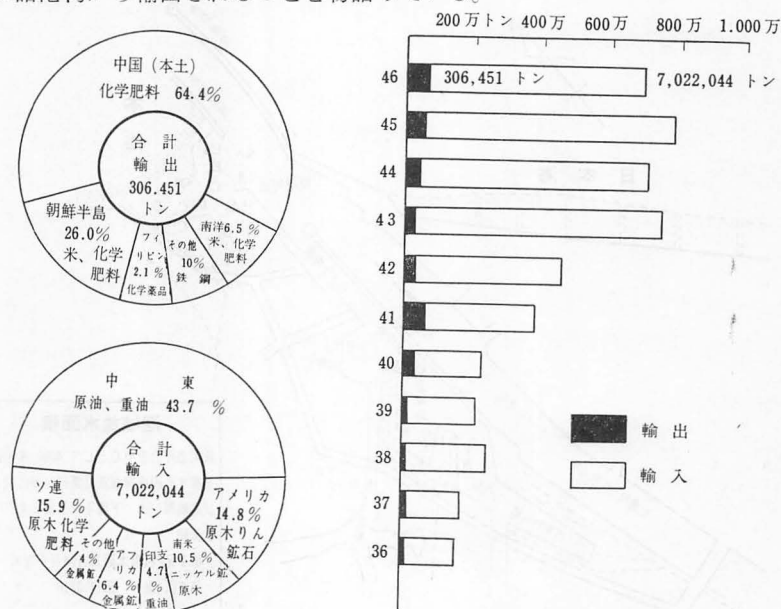 中国(本土)
化学肥料 64.4%
合計
輸出
306.451
トン
朝鮮半島
26.0%
米、化学
肥料
フィ
リピン
2.1 %
化学薬品
その他
10%
鉄鋼
南洋6.5 %
米、化学
肥料
中東
原油、重油 43.7 %
合計
輸入
7,022,044
トン
ソ連
15.9 %
原木化学
肥料
その他
4%
金属鉱
アフ
リカ
6.4 %
金属鉱
印支
4.7
%
重油
南米
10.5 %
ニッケル鉱
原木
アメリカ
14.8%
原木りん
鉱石
200万トン 400万 600万 800万 1.000万
46 306,451 トン 7,022,044 トン
45
44
43
42
41
40
39
38
37
36
輸出
輸入